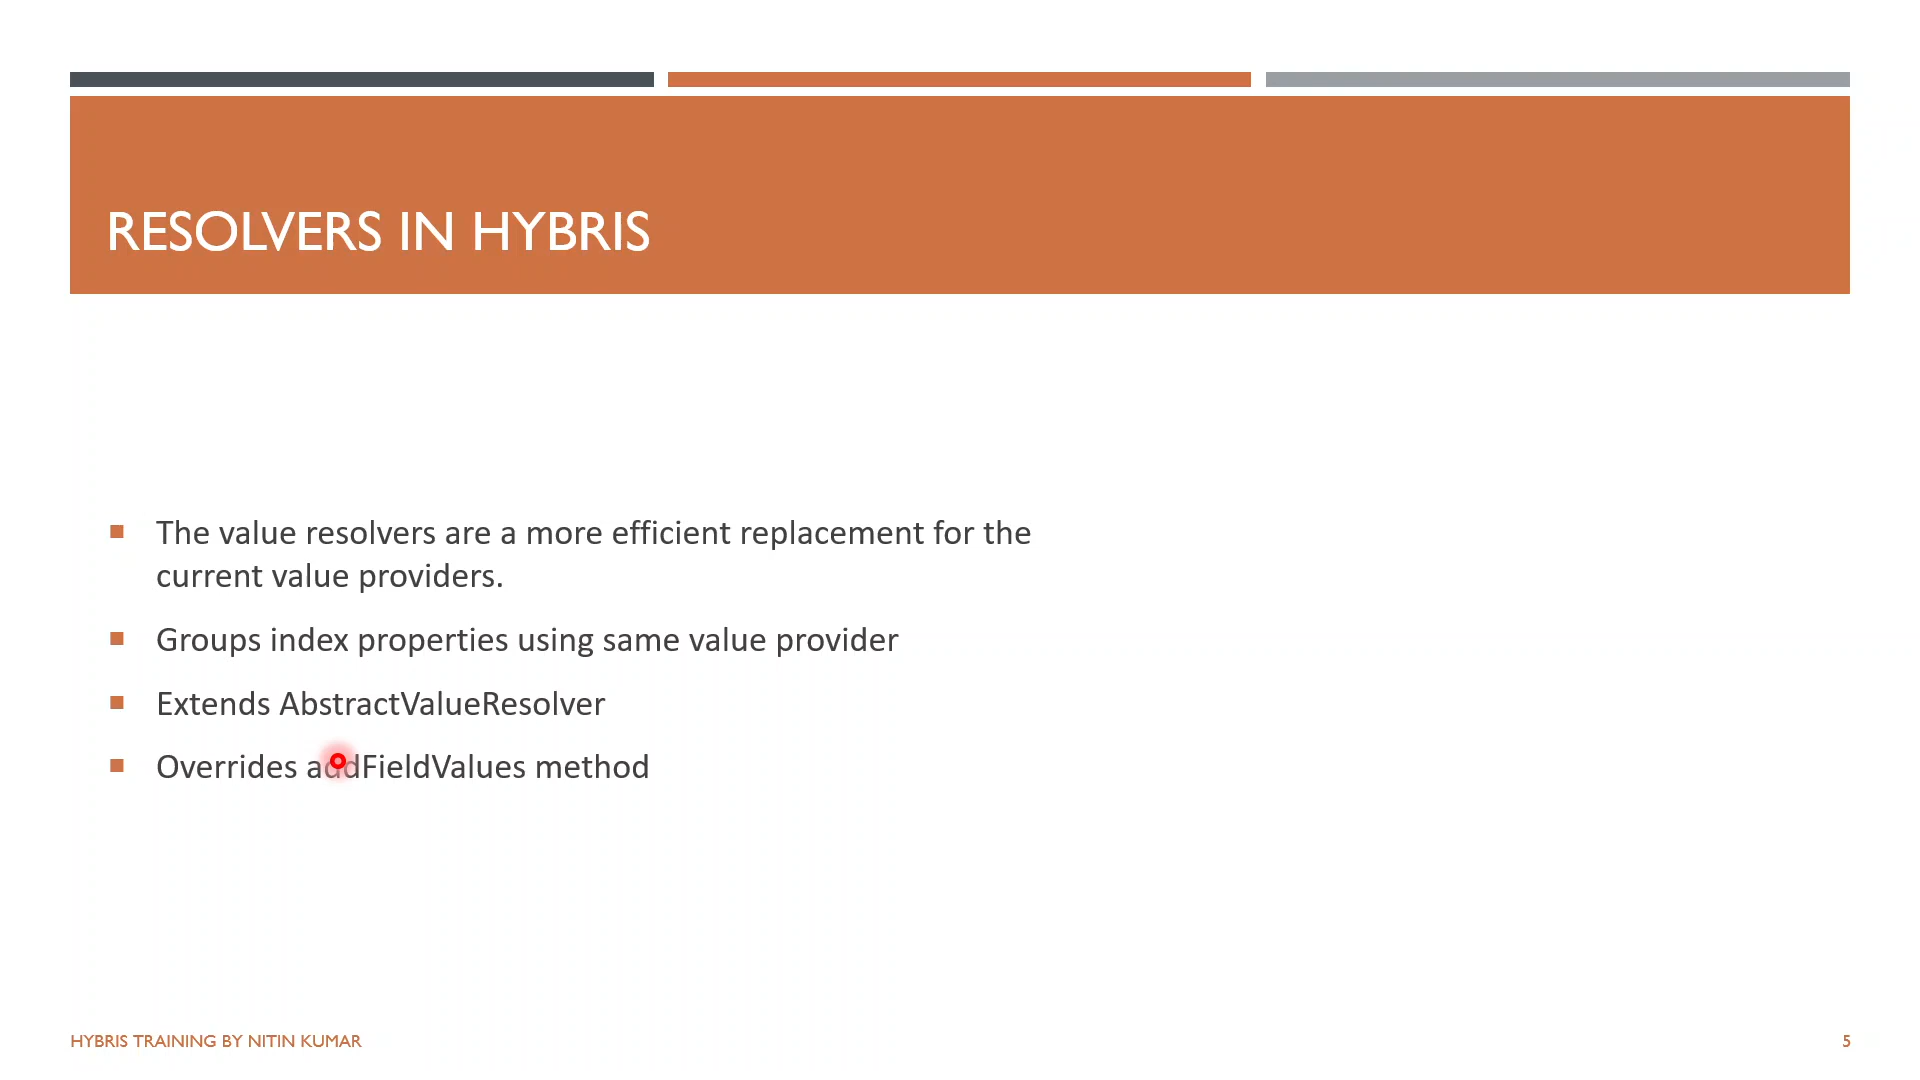 RESOLVERS IN HYBRIS
The value resolvers are a more efficient replacement for the
current value providers.
Groups index properties using same value provider
Extends AbstractValueResolver
Overrides addFieldValues method
HYBRIS TRAINING BY NITIN KUMAR
5